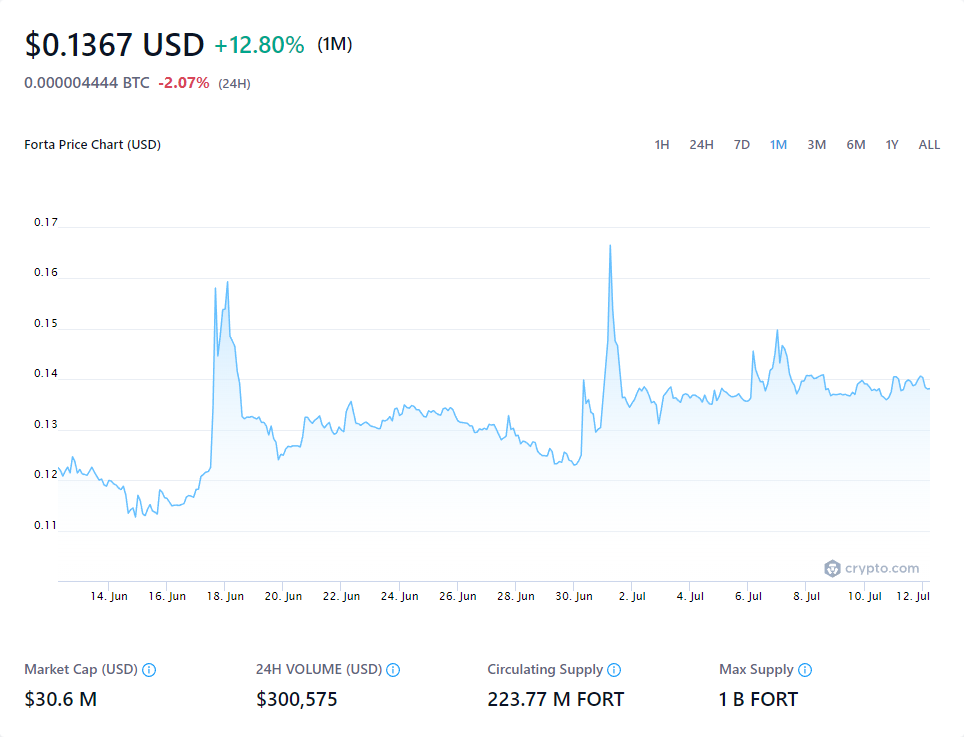 $0.1367 USD +12.80% (1M)
0.000004444 BTC -2.07% (24H)
Forta Price Chart (USD) 1H 24H 7D 1M 3M 6M 1Y ALL
0.17
0.16
0.15
0.14
0.13
0.12
0.11
crypto.com
14. Jun 16. Jun 18. Jun 20. Jun 22. Jun 24. Jun 26. Jun 28. Jun 30. Jun 2. Jul 4. Jul 6. Jul 8. Jul 10. Jul 12. Jul
Market Cap (USD) 24H VOLUME (USD) Circulating Supply Max Supply
$30.6 M $300,575 223.77 M FORT 1 B FORT